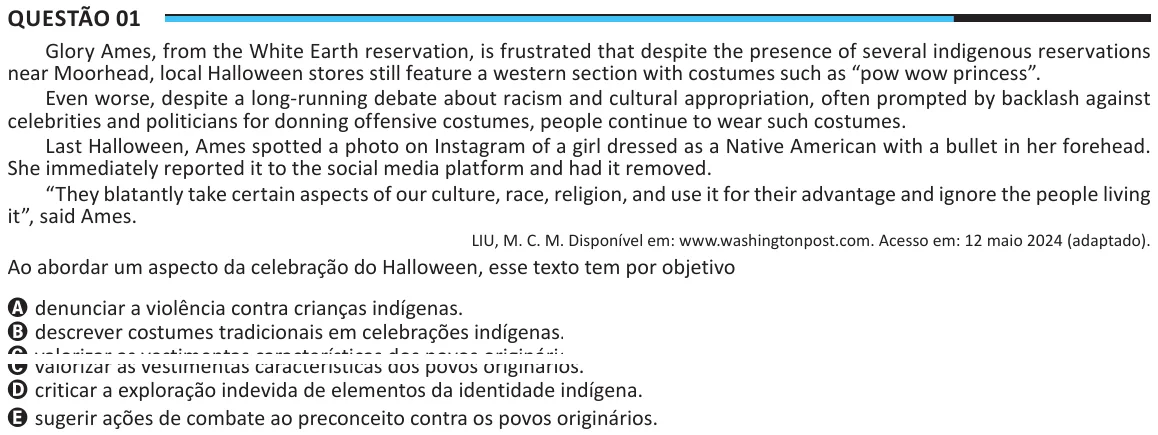 QUESTÃO 01
Glory Ames, from the White Earth reservation, is frustrated that despite the presence of several indigenous reservations
near Moorhead, local Halloween stores still feature a western section with costumes such as “pow wow princess”.
Even worse, despite a long-running debate about racism and cultural appropriation, often prompted by backlash against
celebrities and politicians for donning offensive costumes, people continue to wear such costumes.
Last Halloween, Ames spotted a photo on Instagram of a girl dressed as a Native American with a bullet in her forehead.
She immediately reported it to the social media platform and had it removed.
“They blatantly take certain aspects of our culture, race, religion, and use it for their advantage and ignore the people living
it”, said Ames.
LIU, M. C. M. Disponível em: www.washingtonpost.com. Acesso em: 12 maio 2024 (adaptado).
Ao abordar um aspecto da celebração do Halloween, esse texto tem por objetivo
A denunciar a violência contra crianças indígenas.
B descrever costumes tradicionais em celebrações indígenas.
C valorizar as vestimentas características dos povos originários.
D criticar a exploração indevida de elementos da identidade indígena.
E sugerir ações de combate ao preconceito contra os povos originários.